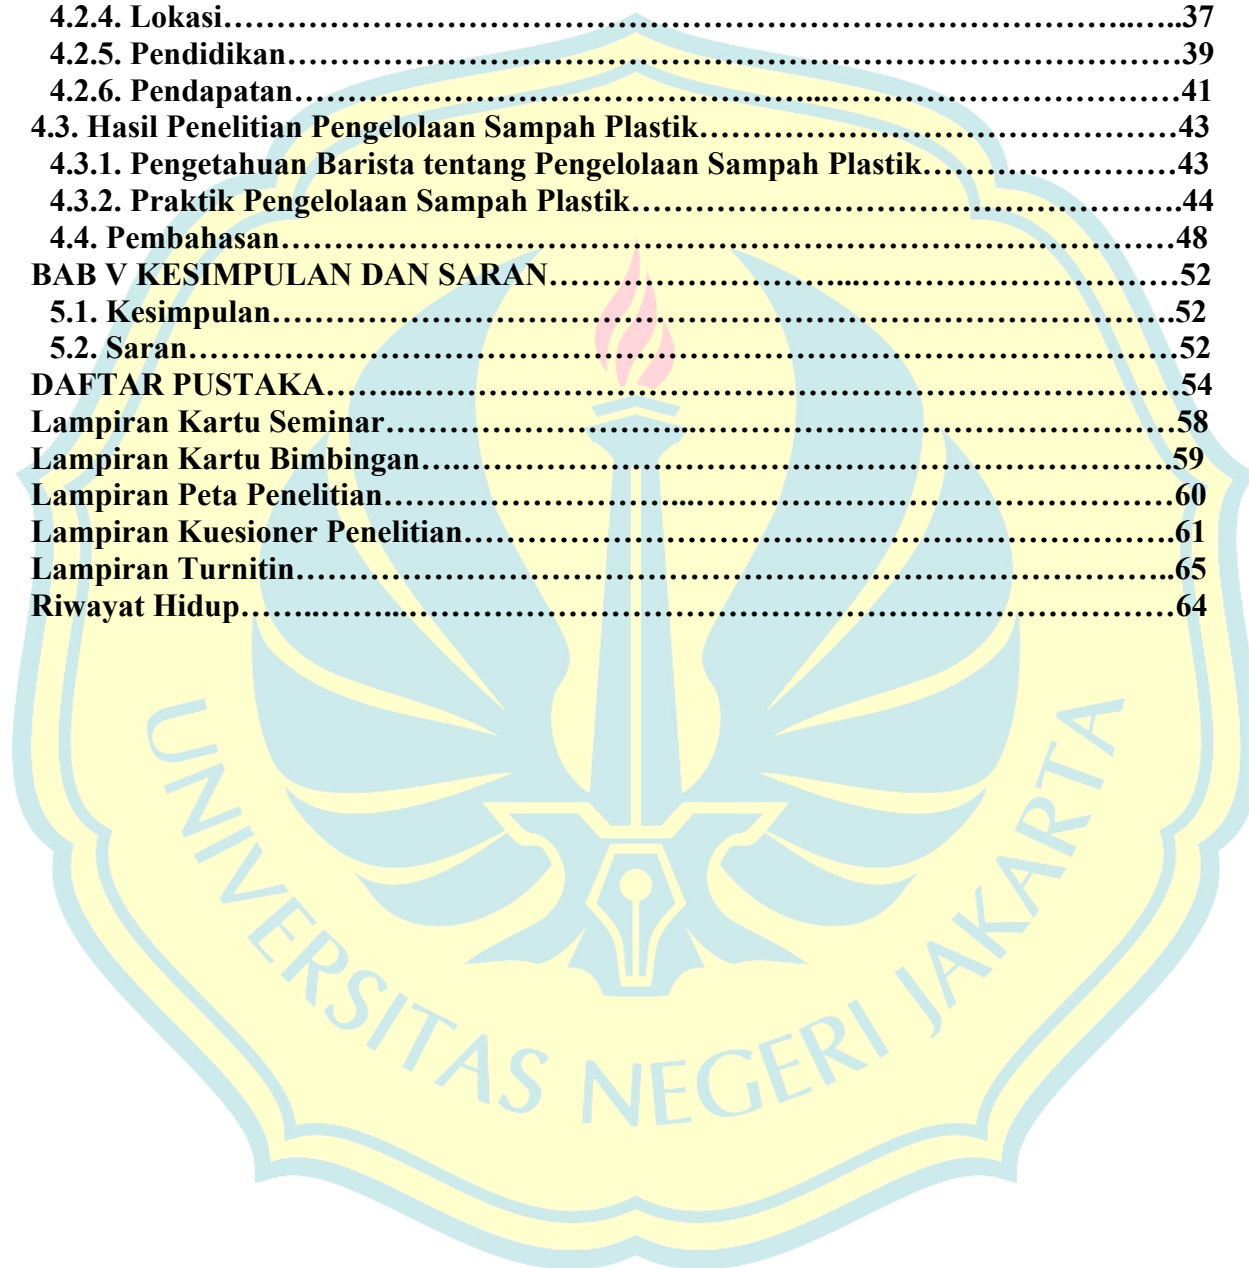 4.2.4. Lokasi……………………………………………………………………………...…..37
4.2.5. Pendidikan………………………………………………………………………………39
4.2.6. Pendapatan……………………………………………...………………………………41
4.3. Hasil Penelitian Pengelolaan Sampah Plastik……………………………………………43
4.3.1. Pengetahuan Barista tentang Pengelolaan Sampah Plastik……………………43
4.3.2. Praktik Pengelolaan Sampah Plastik……………………………………………….44
4.4. Pembahasan………………………………………………………………………………48
BAB V KESIMPULAN DAN SARAN………………………...……………………………52
5.1. Kesimpulan……………………………………………………………………………….52
5.2. Saran………………………………………………………………………………………52
DAFTAR PUSTAKA……...…………………………………………………………………54
Lampiran Kartu Seminar………………………...……………………………………………58
Lampiran Kartu Bimbingan….……………………………………………………………….59
Lampiran Peta Penelitian………………………...……………………………………………60
Lampiran Kuesioner Penelitian……………………………………………………………….61
Lampiran Turnitin……………………………………………………………………………..65
Riwayat Hidup……...……..……………………………………………………………………64
UNIVERSITAS NEGERI JAKARTA